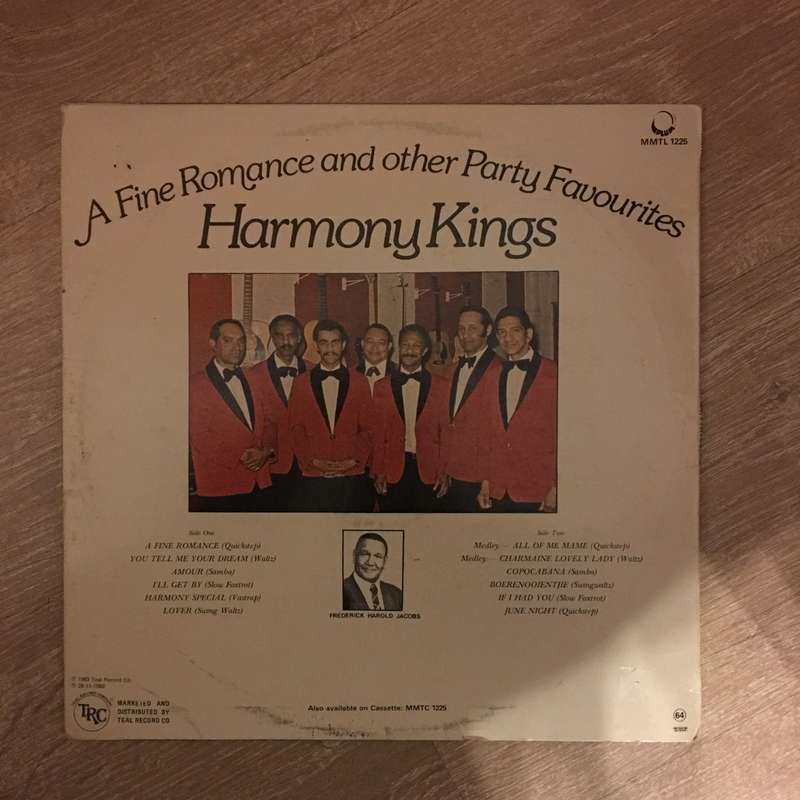 MMTL 1225
A Fine Romance and other Party Favourites
Harmony Kings
Side One
A FINE ROMANCE (Quickstep)
YOU TELL ME YOUR DREAM (Waltz)
AMOUR (Samba)
I'LL GET BY (Slow Foxtrot)
HARMONY SPECIAL (Vastrap)
LOVER (Swing Waltz)
FREDERICK HAROLD JACOBS
Side Two
Medley — ALL OF ME MAME (Quickstep)
Medley — CHARMAINE LOVELY LADY (Waltz)
COPOCABANA (Samba)
BOERENOOIENTJIE (Swingwaltz)
IF I HAD YOU (Slow Foxtrot)
JUNE NIGHT (Quickstep)
Teal Record Co.
TRC
MARKETED AND
DISTRIBUTED BY
TEAL RECORD CO
Also available on Cassette: MMTC 1225
64